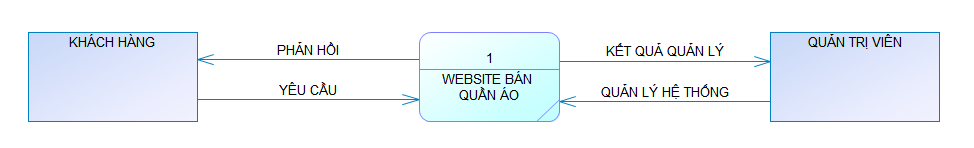 KHÁCH HÀNG
PHẢN HỒI
YÊU CẦU
1
WEBSITE BÁN
QUẦN ÁO
KẾT QUẢ QUẢN LÝ
QUẢN LÝ HỆ THỐNG
QUẢN TRỊ VIÊN